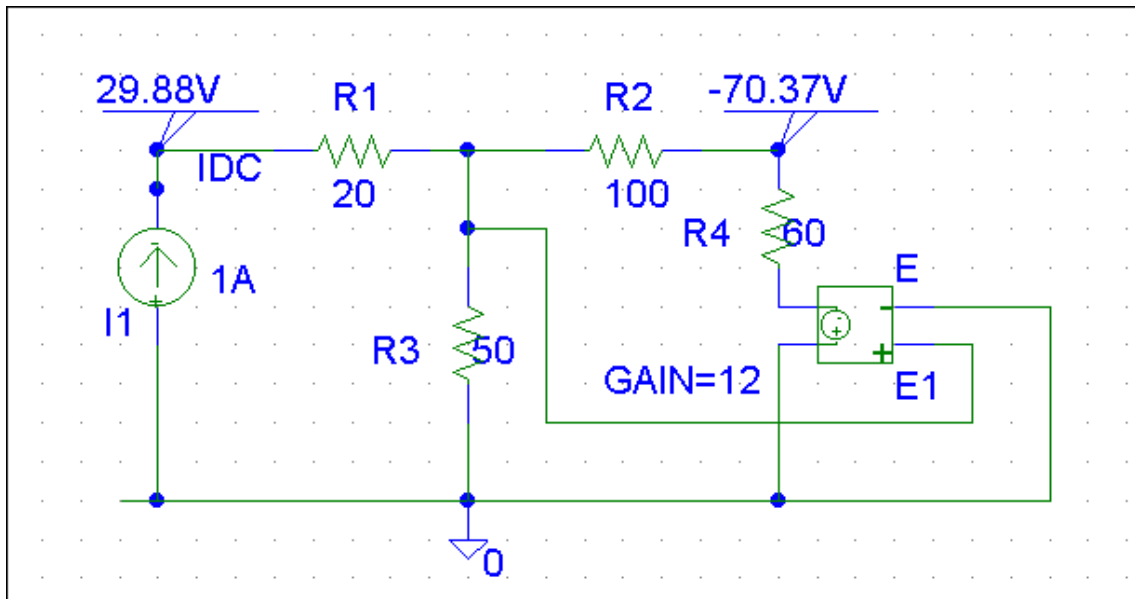 29.88V
R1
R2
-70.37V
IDC
20
100
R4
60
1A
I1
R3
50
E
-
+
GAIN=12
E1
0